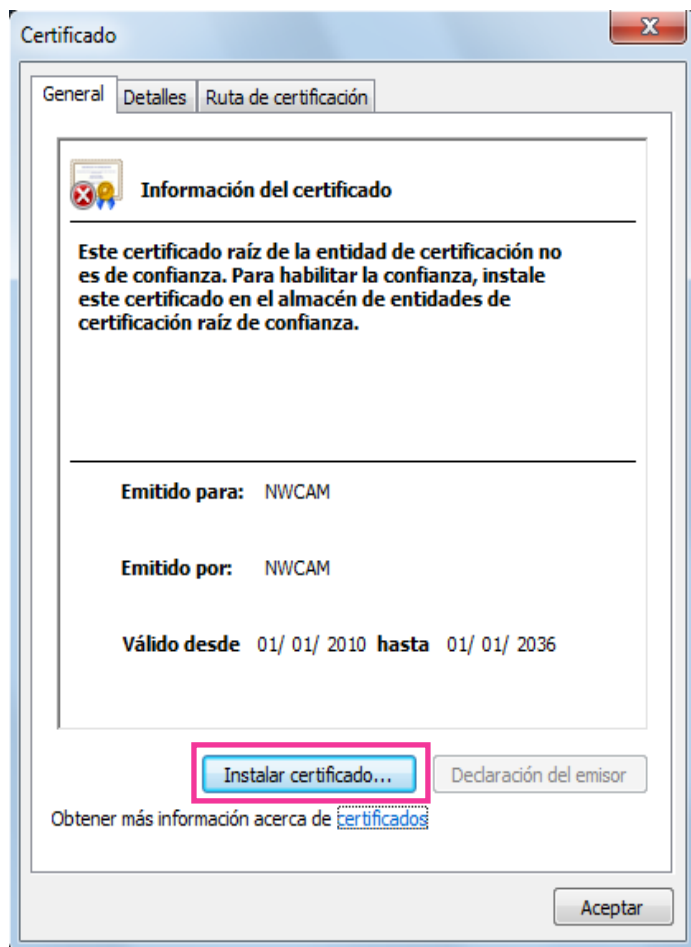 Certificado
General Detalles Ruta de certificación
Información del certificado
Este certificado raíz de la entidad de certificación no
es de confianza. Para habilitar la confianza, instale
este certificado en el almacén de entidades de
certificación raíz de confianza.
Emitido para: NWCAM
Emitido por: NWCAM
Válido desde 01/ 01/ 2010 hasta 01/ 01/ 2036
Instalar certificado... Declaración del emisor
Obtener más información acerca de certificados
Aceptar